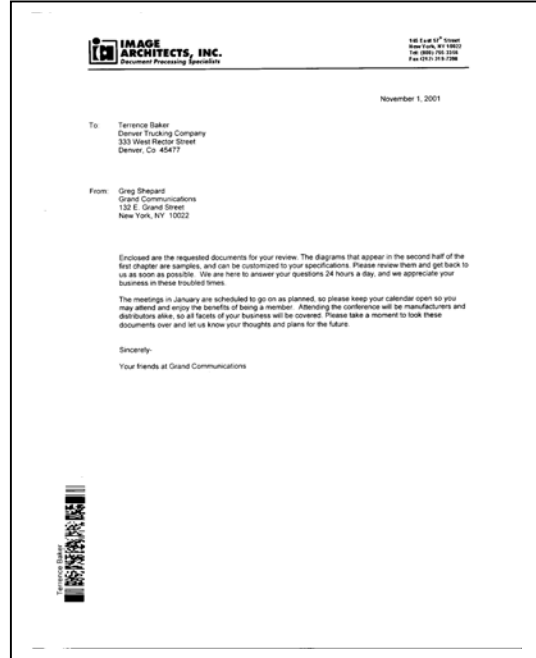 IMAGE
ARCHITECTS, INC.
Document Processing Specialists
145 East 57th Street
New York, NY 10022
November 1, 2001
To: Terrence Baker
Denver Trucking Company
333 West Rector Street
Denver, Co 45477
From: Greg Shepard
Grand Communications
132 E. Grand Street
New York, NY 10022
Enclosed are the requested documents for your review. The diagrams that appear in the second half of the
first chapter are samples, and can be customized to your specifications. Please review them and get back to
us as soon as possible. We are here to answer your questions 24 hours a day, and we appreciate your
business in these troubled times.
The meetings in January are scheduled to go on as planned, so please keep your calendar open so you
may attend and enjoy the benefits of being a member. Attending the conference will be manufacturers and
distributors alike, so all facets of your business will be covered. Please take a moment to look these
documents over and let us know your thoughts and plans for the future.
Sincerely-
Your friends at Grand Communications
Terrence Baker